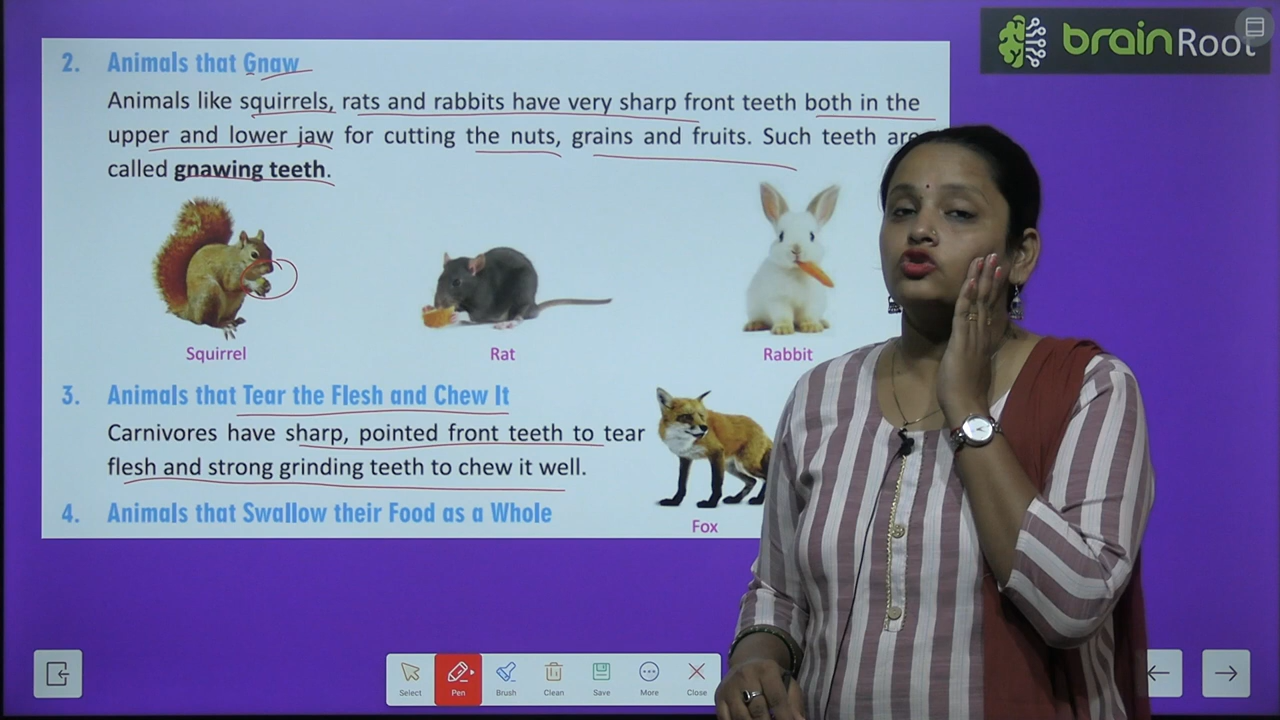 brainRoot
2. Animals that Gnaw
Animals like squirrels, rats and rabbits have very sharp front teeth both in the
upper and lower jaw for cutting the nuts, grains and fruits. Such teeth are
called gnawing teeth.
Squirrel
Rat
Rabbit
3. Animals that Tear the Flesh and Chew It
Carnivores have sharp, pointed front teeth to tear
flesh and strong grinding teeth to chew it well.
Fox
4. Animals that Swallow their Food as a Whole
Select
Pen
Brush
Clean
Save
More
Close